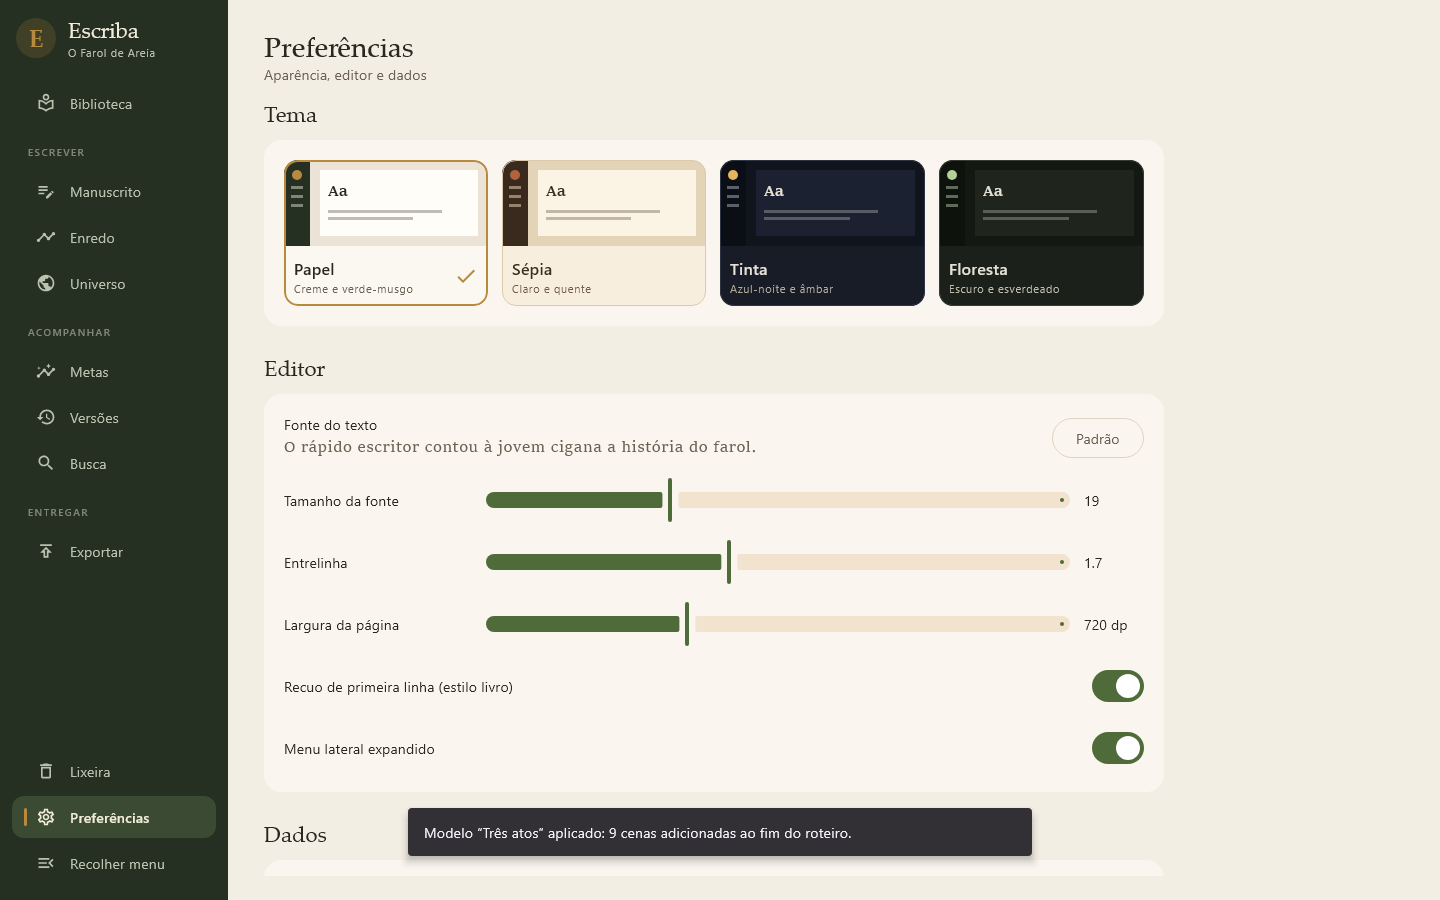 E
Escriba
O Farol de Areia
Biblioteca
ESCREVER
Manuscrito
Enredo
Universo
ACOMPANHAR
Metas
Versões
Busca
ENTREGAR
Exportar
Lixeira
Preferências
Recolher menu
Preferências
Aparência, editor e dados
Tema
Aa
Papel
Creme e verde-musgo
Aa
Sépia
Claro e quente
Aa
Tinta
Azul-noite e âmbar
Aa
Floresta
Escuro e esverdeado
Editor
Fonte do texto
O rápido escritor contou à jovem cigana a história do farol.
Padrão
Tamanho da fonte
19
Entrelinha
1.7
Largura da página
720 dp
Recuo de primeira linha (estilo livro)
Menu lateral expandido
Dados
Modelo “Três atos” aplicado: 9 cenas adicionadas ao fim do roteiro.